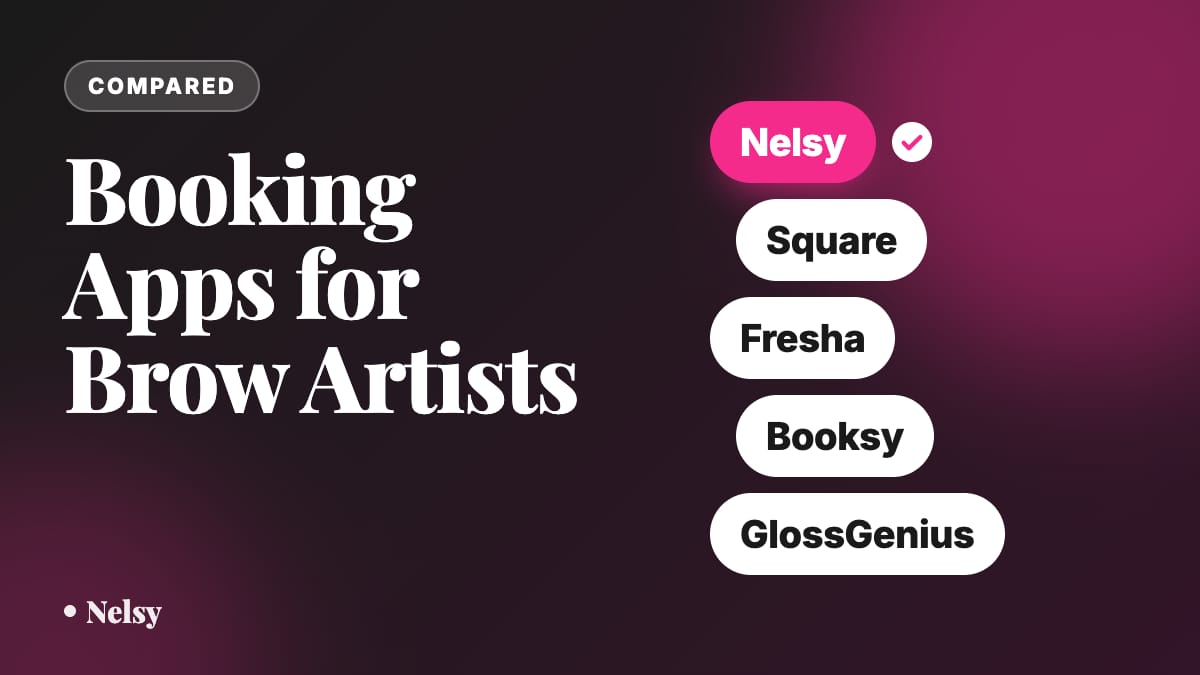 COMPARED
Booking
Apps for
Brow Artists
Nelsy
Square
Fresha
Booksy
GlossGenius
Nelsy